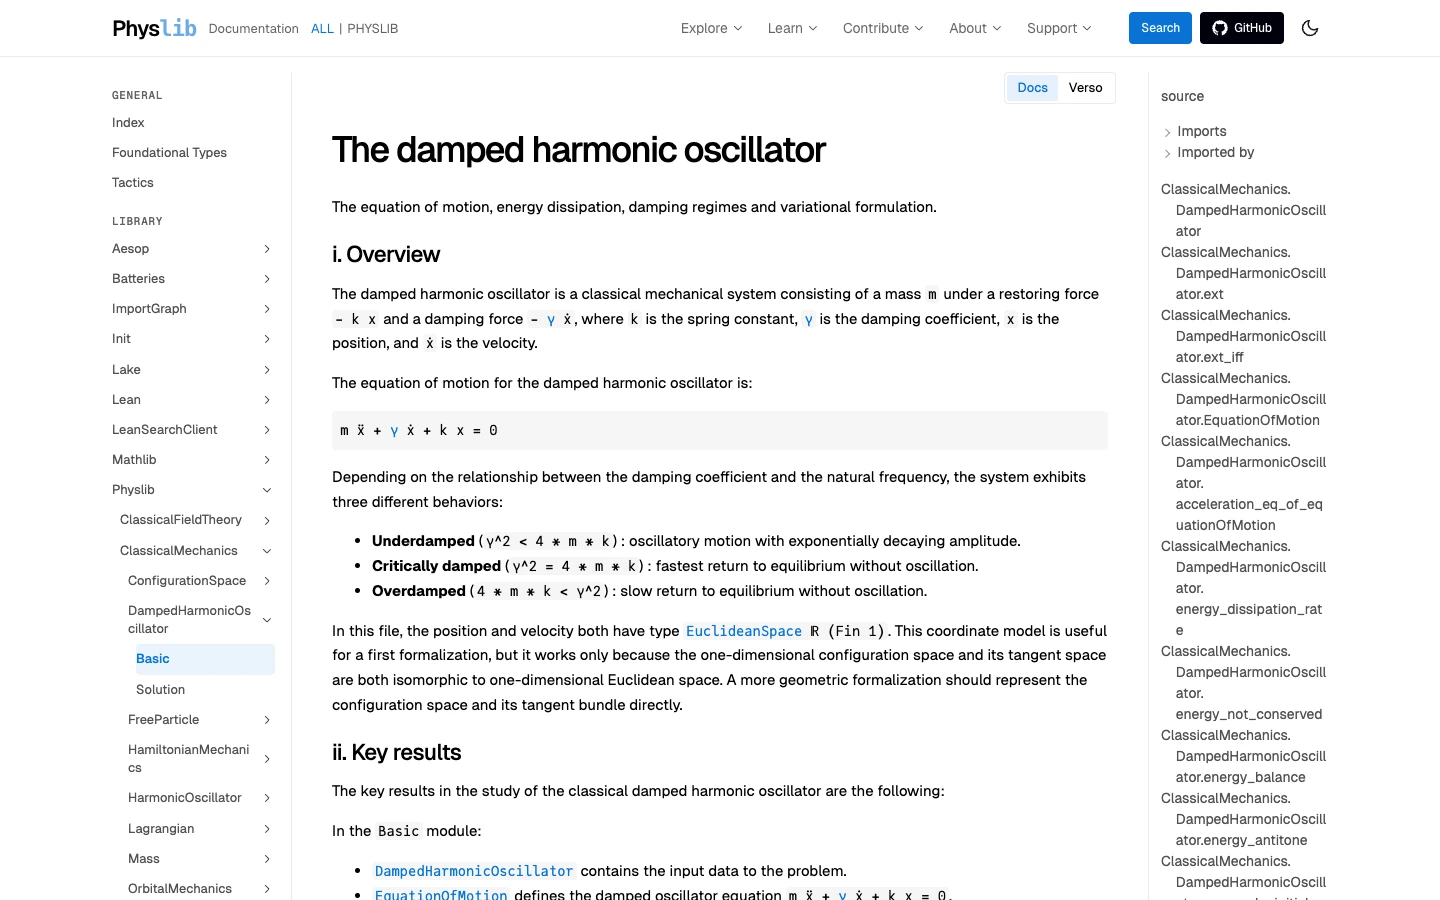 Physlib Documentation ALL | PHYSLIB Explore Learn Contribute About Support Search GitHub
GENERAL
Index
Foundational Types
Tactics
LIBRARY
Aesop
Batteries
ImportGraph
Init
Lake
Lean
LeanSearchClient
Mathlib
Physlib
ClassicalFieldTheory
ClassicalMechanics
ConfigurationSpace
DampedHarmonicOs
cillator
Basic
Solution
FreeParticle
HamiltonianMechani
cs
HarmonicOscillator
Lagrangian
Mass
OrbitalMechanics
Docs Verso
The damped harmonic oscillator
The equation of motion, energy dissipation, damping regimes and variational formulation.
i. Overview
The damped harmonic oscillator is a classical mechanical system consisting of a mass m under a restoring force
- k x and a damping force - γ ẋ, where k is the spring constant, γ is the damping coefficient, x is the
position, and ẋ is the velocity.
The equation of motion for the damped harmonic oscillator is:
m ẍ + γ ẋ + k x = 0
Depending on the relationship between the damping coefficient and the natural frequency, the system exhibits
three different behaviors:
• Underdamped (γ^2 < 4 * m * k): oscillatory motion with exponentially decaying amplitude.
• Critically damped (γ^2 = 4 * m * k): fastest return to equilibrium without oscillation.
• Overdamped (4 * m * k < γ^2): slow return to equilibrium without oscillation.
In this file, the position and velocity both have type EuclideanSpace ℝ (Fin 1). This coordinate model is useful
for a first formalization, but it works only because the one-dimensional configuration space and its tangent space
are both isomorphic to one-dimensional Euclidean space. A more geometric formalization should represent the
configuration space and its tangent bundle directly.
ii. Key results
The key results in the study of the classical damped harmonic oscillator are the following:
In the Basic module:
• DampedHarmonicOscillator contains the input data to the problem.
• EquationOfMotion defines the damped oscillator equation m ẍ + γ ẋ + k x = 0.
source
Imports
Imported by
ClassicalMechanics.
DampedHarmonicOscill
ator
ClassicalMechanics.
DampedHarmonicOscill
ator.ext
ClassicalMechanics.
DampedHarmonicOscill
ator.ext_iff
ClassicalMechanics.
DampedHarmonicOscill
ator.EquationOfMotion
ClassicalMechanics.
DampedHarmonicOscill
ator.
acceleration_eq_of_eq
uationOfMotion
ClassicalMechanics.
DampedHarmonicOscill
ator.
energy_dissipation_rat
e
ClassicalMechanics.
DampedHarmonicOscill
ator.
energy_not_conserved
ClassicalMechanics.
DampedHarmonicOscill
ator.energy_balance
ClassicalMechanics.
DampedHarmonicOscill
ator.energy_antitone
ClassicalMechanics.
DampedHarmonicOscill